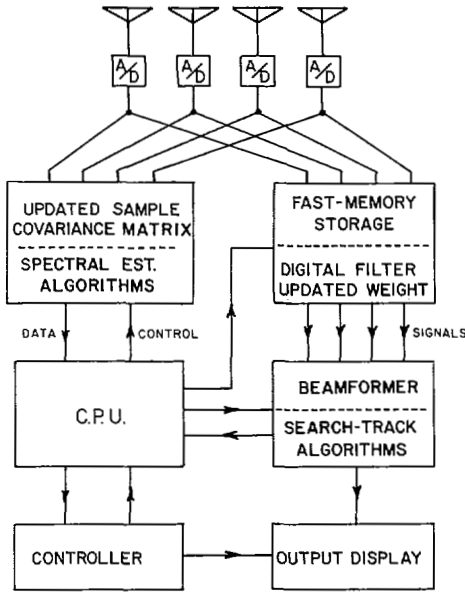 A/D A/D A/D A/D
UPDATED SAMPLE
COVARIANCE MATRIX
SPECTRAL EST.
ALGORITHMS
FAST-MEMORY
STORAGE
DIGITAL FILTER
UPDATED WEIGHT
DATA
CONTROL
SIGNALS
C.P.U.
BEAMFORMER
SEARCH-TRACK
ALGORITHMS
CONTROLLER
OUTPUT DISPLAY